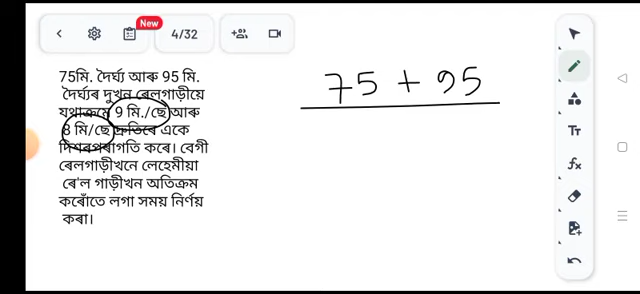 New
4/32
75মি. দৈৰ্ঘ্য আৰু 95 মি.
দৈৰ্ঘ্যৰ দুখন ৰেলগাড়ীয়ে
যথাক্ৰমে 9 মি./ছে আৰু
8 মি/ছে দ্ৰুতিৰে একে
দিশৰপৰাগতি কৰে। বেগী
ৰেলগাড়ীখনে লেহেমীয়া
ৰে'ল গাড়ীখন অতিক্ৰম
কৰোঁতে লগা সময় নিৰ্ণয়
কৰা।
75 + 95
Tт
fx